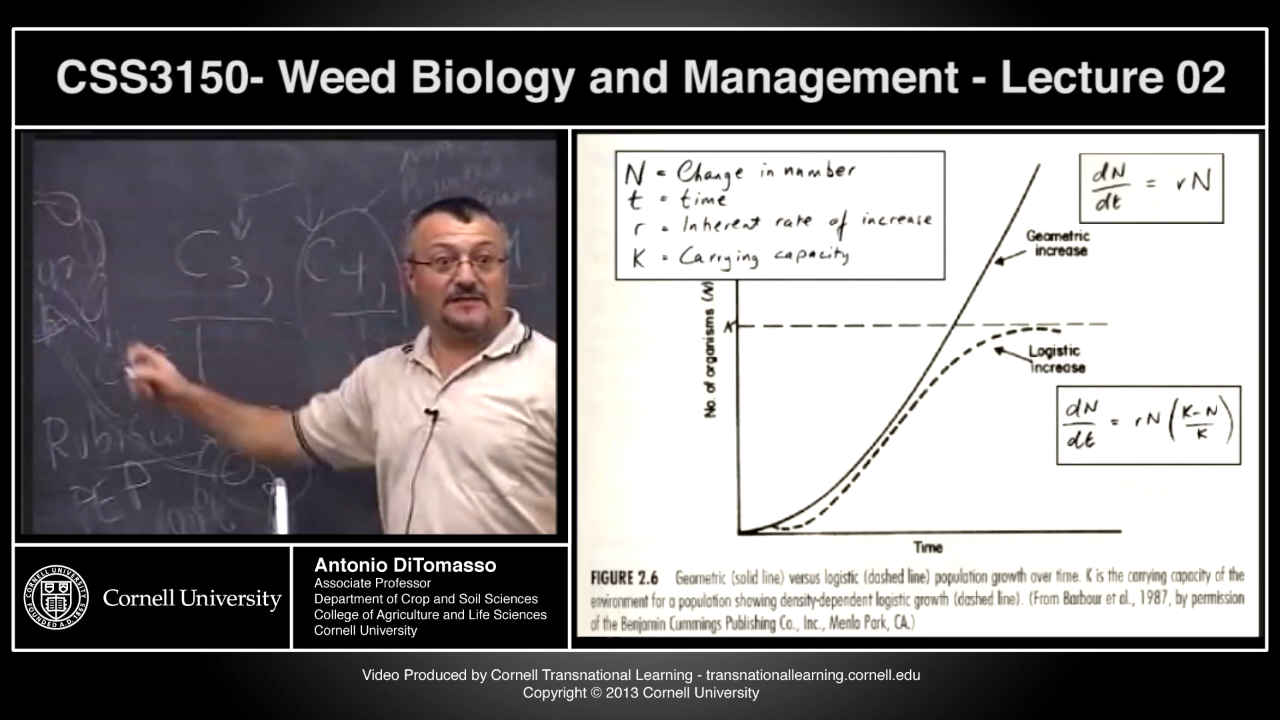 CSS3150- Weed Biology and Management - Lecture 02
C3, C4,
Rubisco
PEP
N = Change in number
t = time
r = Inherent rate of increase
K = Carrying capacity
dN/dt = rN
Geometric
increase
No. of organisms (N)
K
Logistic
increase
dN/dt = rN (K-N/K)
Time
FIGURE 2.6 Geometric (solid line) versus logistic (dashed line) population growth over time. K is the carrying capacity of the
environment for a population showing density-dependent logistic growth (dashed line). (From Barbour et al., 1987, by permission
of the Benjamin Cummings Publishing Co., Inc., Menlo Park, CA.)
CORNELL UNIVERSITY
FOUNDED A.D. 1865
Cornell University
Antonio DiTomasso
Associate Professor
Department of Crop and Soil Sciences
College of Agriculture and Life Sciences
Cornell University
Video Produced by Cornell Transnational Learning - transnationallearning.cornell.edu
Copyright © 2013 Cornell University